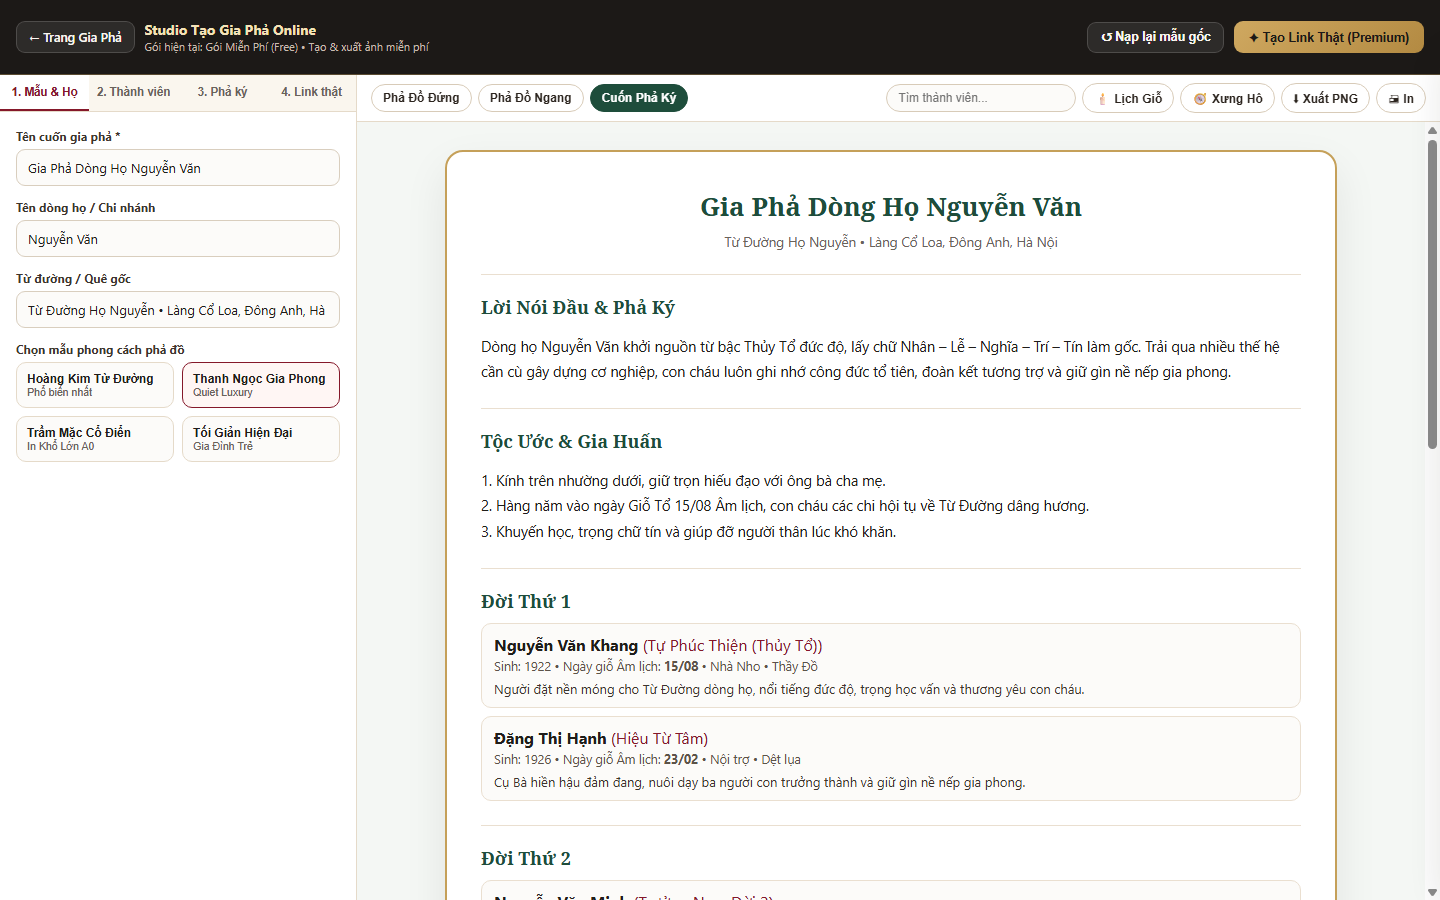 ← Trang Gia Phả
Studio Tạo Gia Phả Online
Gói hiện tại: Gói Miễn Phí (Free) • Tạo & xuất ảnh miễn phí
↺ Nạp lại mẫu gốc
✦ Tạo Link Thật (Premium)
1. Mẫu & Họ
2. Thành viên
3. Phả ký
4. Link thật
Tên cuốn gia phả *
Gia Phả Dòng Họ Nguyễn Văn
Tên dòng họ / Chi nhánh
Nguyễn Văn
Từ đường / Quê gốc
Từ Đường Họ Nguyễn • Làng Cổ Loa, Đông Anh, Hà
Chọn mẫu phong cách phả đồ
Hoàng Kim Từ Đường
Phổ biến nhất
Thanh Ngọc Gia Phong
Quiet Luxury
Trầm Mặc Cổ Điển
In Khổ Lớn A0
Tối Giản Hiện Đại
Gia Đình Trẻ
Phả Đồ Đứng
Phả Đồ Ngang
Cuốn Phả Ký
Tìm thành viên...
Lịch Giỗ
Xưng Hô
⬇ Xuất PNG
In
Gia Phả Dòng Họ Nguyễn Văn
Từ Đường Họ Nguyễn • Làng Cổ Loa, Đông Anh, Hà Nội
Lời Nói Đầu & Phả Ký
Dòng họ Nguyễn Văn khởi nguồn từ bậc Thủy Tổ đức độ, lấy chữ Nhân – Lễ – Nghĩa – Trí – Tín làm gốc. Trải qua nhiều thế hệ
cần cù gây dựng cơ nghiệp, con cháu luôn ghi nhớ công đức tổ tiên, đoàn kết tương trợ và giữ gìn nề nếp gia phong.
Tộc Ước & Gia Huấn
1. Kính trên nhường dưới, giữ trọn hiếu đạo với ông bà cha mẹ.
2. Hàng năm vào ngày Giỗ Tổ 15/08 Âm lịch, con cháu các chi hội tụ về Từ Đường dâng hương.
3. Khuyến học, trọng chữ tín và giúp đỡ người thân lúc khó khăn.
Đời Thứ 1
Nguyễn Văn Khang (Tự Phúc Thiện (Thủy Tổ))
Sinh: 1922 • Ngày giỗ Âm lịch: 15/08 • Nhà Nho • Thầy Đồ
Người đặt nền móng cho Từ Đường dòng họ, nổi tiếng đức độ, trọng học vấn và thương yêu con cháu.
Đặng Thị Hạnh (Hiệu Từ Tâm)
Sinh: 1926 • Ngày giỗ Âm lịch: 23/02 • Nội trợ • Dệt lụa
Cụ Bà hiền hậu đảm đang, nuôi dạy ba người con trưởng thành và giữ gìn nề nếp gia phong.
Đời Thứ 2